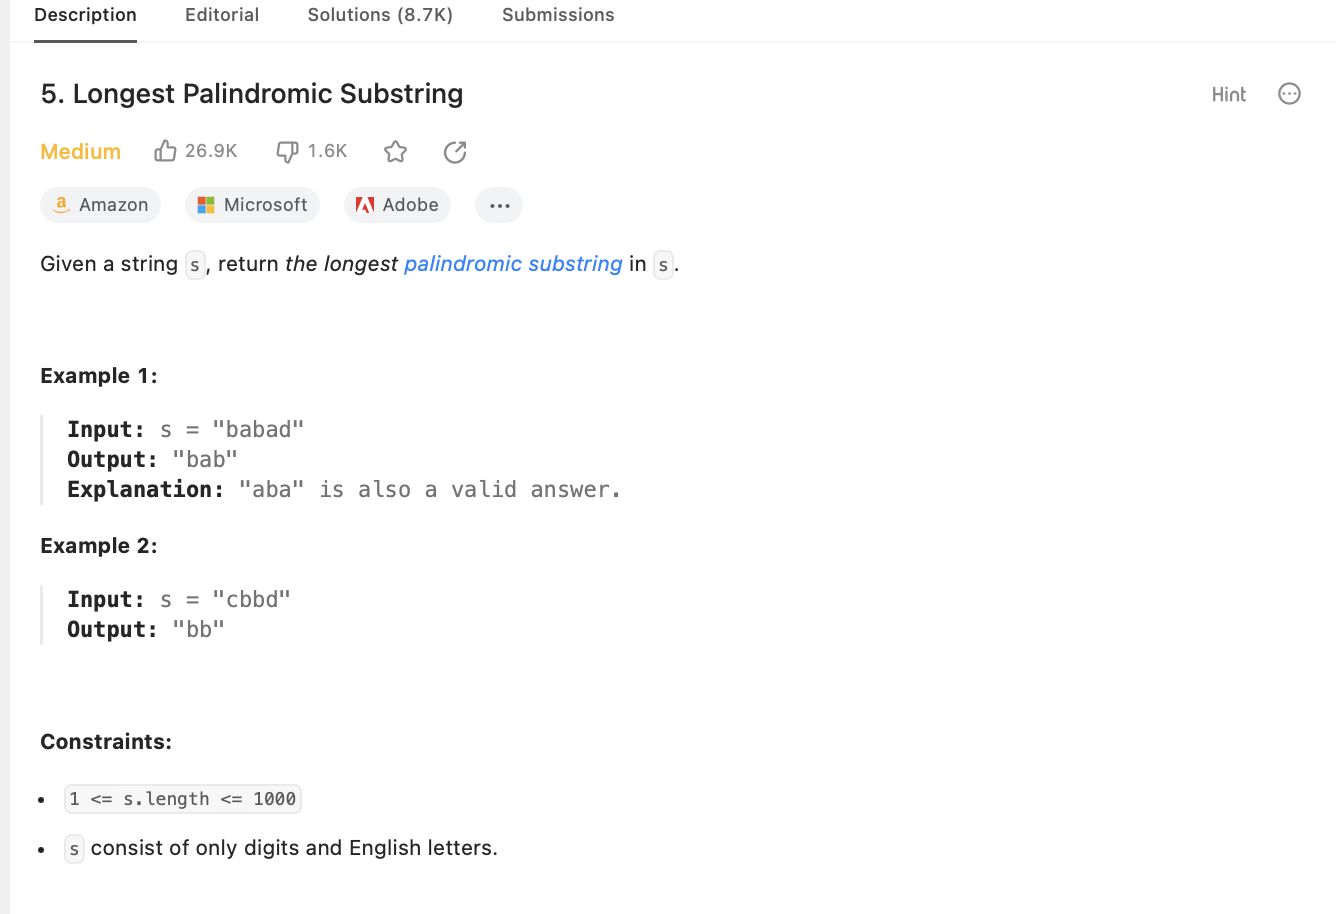 Description Editorial Solutions (8.7K) Submissions
5. Longest Palindromic Substring Hint
Medium 26.9K 1.6K
Amazon Microsoft Adobe ...
Given a string s, return the longest palindromic substring in s.
Example 1:
Input: s = "babad"
Output: "bab"
Explanation: "aba" is also a valid answer.
Example 2:
Input: s = "cbbd"
Output: "bb"
Constraints:
• 1 <= s.length <= 1000
• s consist of only digits and English letters.